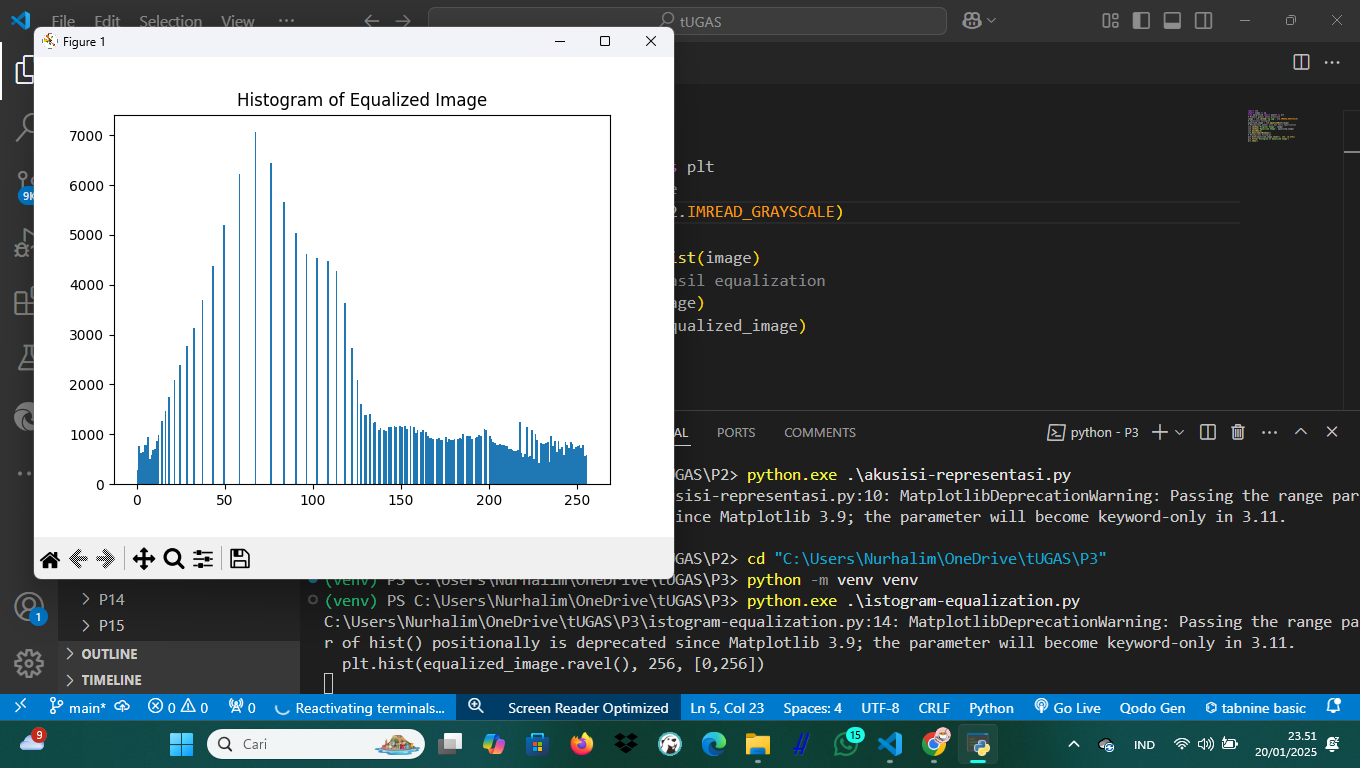 File Edit Selection View ··· tUGAS
Figure 1
Histogram of Equalized Image
7000
6000
5000
4000
3000
2000
1000
0
0 50 100 150 200 250
plt
.IMREAD_GRAYSCALE)
ist(image)
asil equalization
age)
qualized_image)
AL PORTS COMMENTS python - P3
UGAS\P2> python.exe .\akusisi-representasi.py
sisi-representasi.py:10: MatplotlibDeprecationWarning: Passing the range par
ince Matplotlib 3.9; the parameter will become keyword-only in 3.11.
UGAS\P2> cd "C:\Users\Nurhalim\OneDrive\tUGAS\P3"
(venv) PS C:\Users\Nurhalim\OneDrive\tUGAS\P3> python -m venv venv
(venv) PS C:\Users\Nurhalim\OneDrive\tUGAS\P3> python.exe .\istogram-equalization.py
C:\Users\Nurhalim\OneDrive\tUGAS\P3\istogram-equalization.py:14: MatplotlibDeprecationWarning: Passing the range pa
r of hist() positionally is deprecated since Matplotlib 3.9; the parameter will become keyword-only in 3.11.
plt.hist(equalized_image.ravel(), 256, [0,256])
9K
1
P14
P15
OUTLINE
TIMELINE
main* 0 0 0 Reactivating terminals... Screen Reader Optimized Ln 5, Col 23 Spaces: 4 UTF-8 CRLF Python Go Live Qodo Gen tabnine basic
9 Cari 15 IND 23.51
20/01/2025